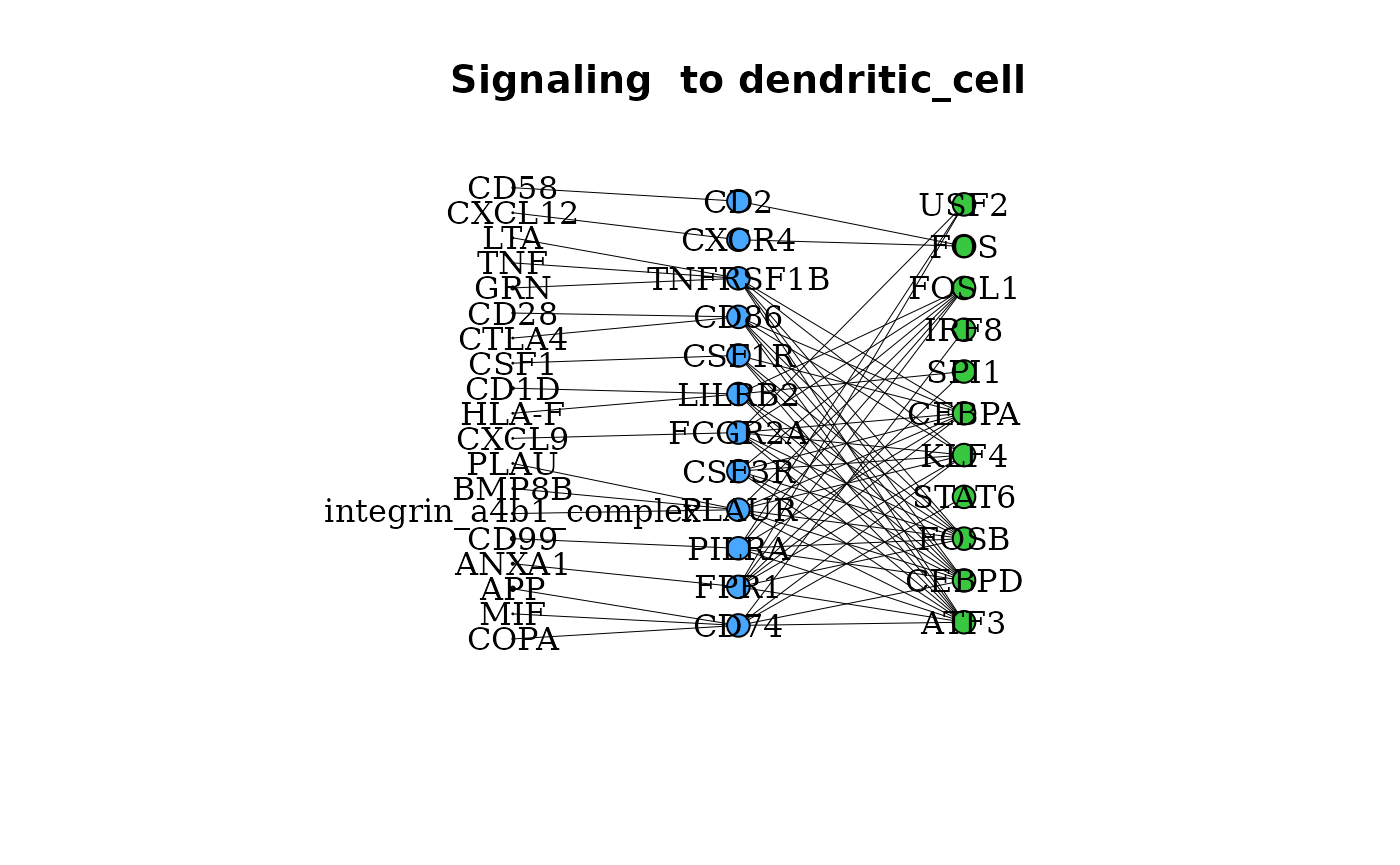 Signaling  to dendritic_cell
CD58
CXCL12
LTA
TNF
GRN
CD28
CTLA4
CSF1
CD1D
HLA-F
CXCL9
PLAU
BMP8B
integrin_a4b1_complex
CD99
ANXA1
APP
MIF
COPA
CD2
CXCR4
TNFRSF1B
CD86
CSF1R
LILRB2
FCGR2A
CSF3R
PLAUR
PILRA
FPR1
CD74
USF2
FOS
FOSL1
IRF8
SPI1
CEBPA
KLF4
STAT6
FOSB
CEBPD
ATF3